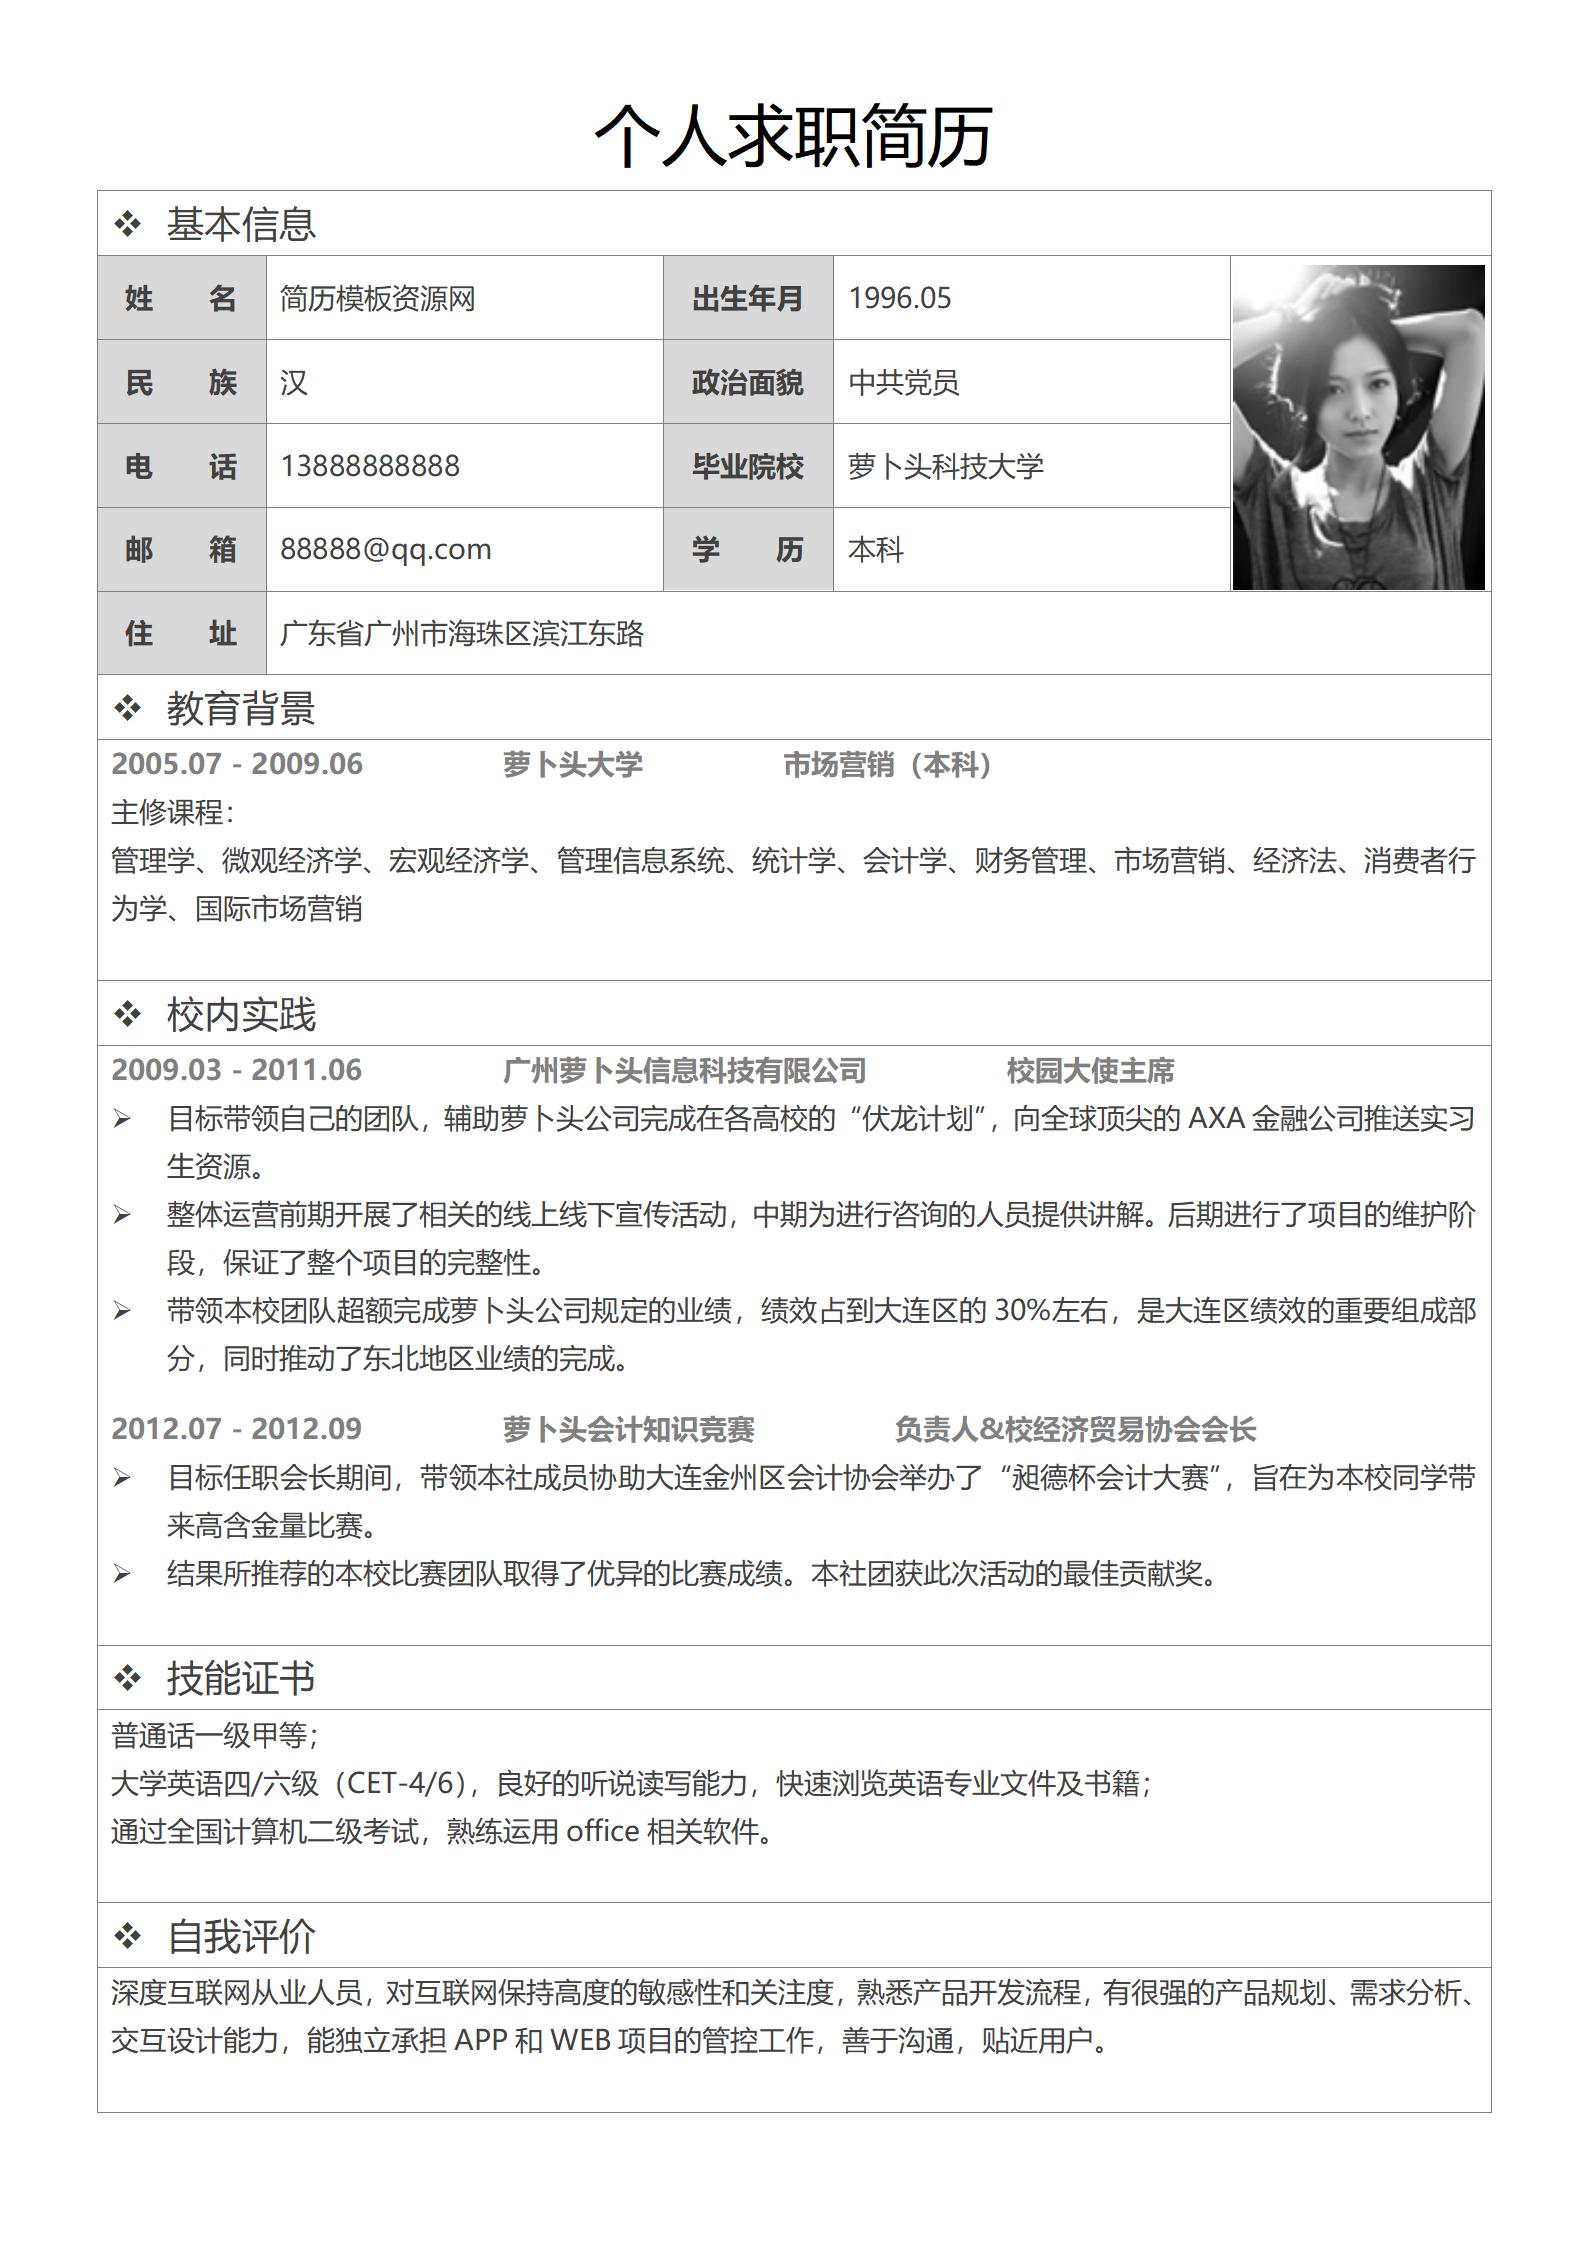 个人求职简历
❖ 基本信息
姓 名 简历模板资源网 出生年月 1996.05
民 族 汉 政治面貌 中共党员
电 话 13888888888 毕业院校 萝卜头科技大学
邮 箱 88888@qq.com 学 历 本科
住 址 广东省广州市海珠区滨江东路
❖ 教育背景
2005.07 - 2009.06 萝卜头大学 市场营销（本科）
主修课程：
管理学、微观经济学、宏观经济学、管理信息系统、统计学、会计学、财务管理、市场营销、经济法、消费者行
为学、国际市场营销
❖ 校内实践
2009.03 - 2011.06 广州萝卜头信息科技有限公司 校园大使主席
➢ 目标带领自己的团队，辅助萝卜头公司完成在各高校的“伏龙计划”，向全球顶尖的 AXA 金融公司推送实习
生资源。
➢ 整体运营前期开展了相关的线上线下宣传活动，中期为进行咨询的人员提供讲解。后期进行了项目的维护阶
段，保证了整个项目的完整性。
➢ 带领本校团队超额完成萝卜头公司规定的业绩，绩效占到大连区的 30%左右，是大连区绩效的重要组成部
分，同时推动了东北地区业绩的完成。
2012.07 - 2012.09 萝卜头会计知识竞赛 负责人&校经济贸易协会会长
➢ 目标任职会长期间，带领本社成员协助大连金州区会计协会举办了“昶德杯会计大赛”，旨在为本校同学带
来高含金量比赛。
➢ 结果所推荐的本校比赛团队取得了优异的比赛成绩。本社团获此次活动的最佳贡献奖。
❖ 技能证书
普通话一级甲等；
大学英语四/六级（CET-4/6），良好的听说读写能力，快速浏览英语专业文件及书籍；
通过全国计算机二级考试，熟练运用 office 相关软件。
❖ 自我评价
深度互联网从业人员，对互联网保持高度的敏感性和关注度，熟悉产品开发流程，有很强的产品规划、需求分析、
交互设计能力，能独立承担 APP 和 WEB 项目的管控工作，善于沟通，贴近用户。